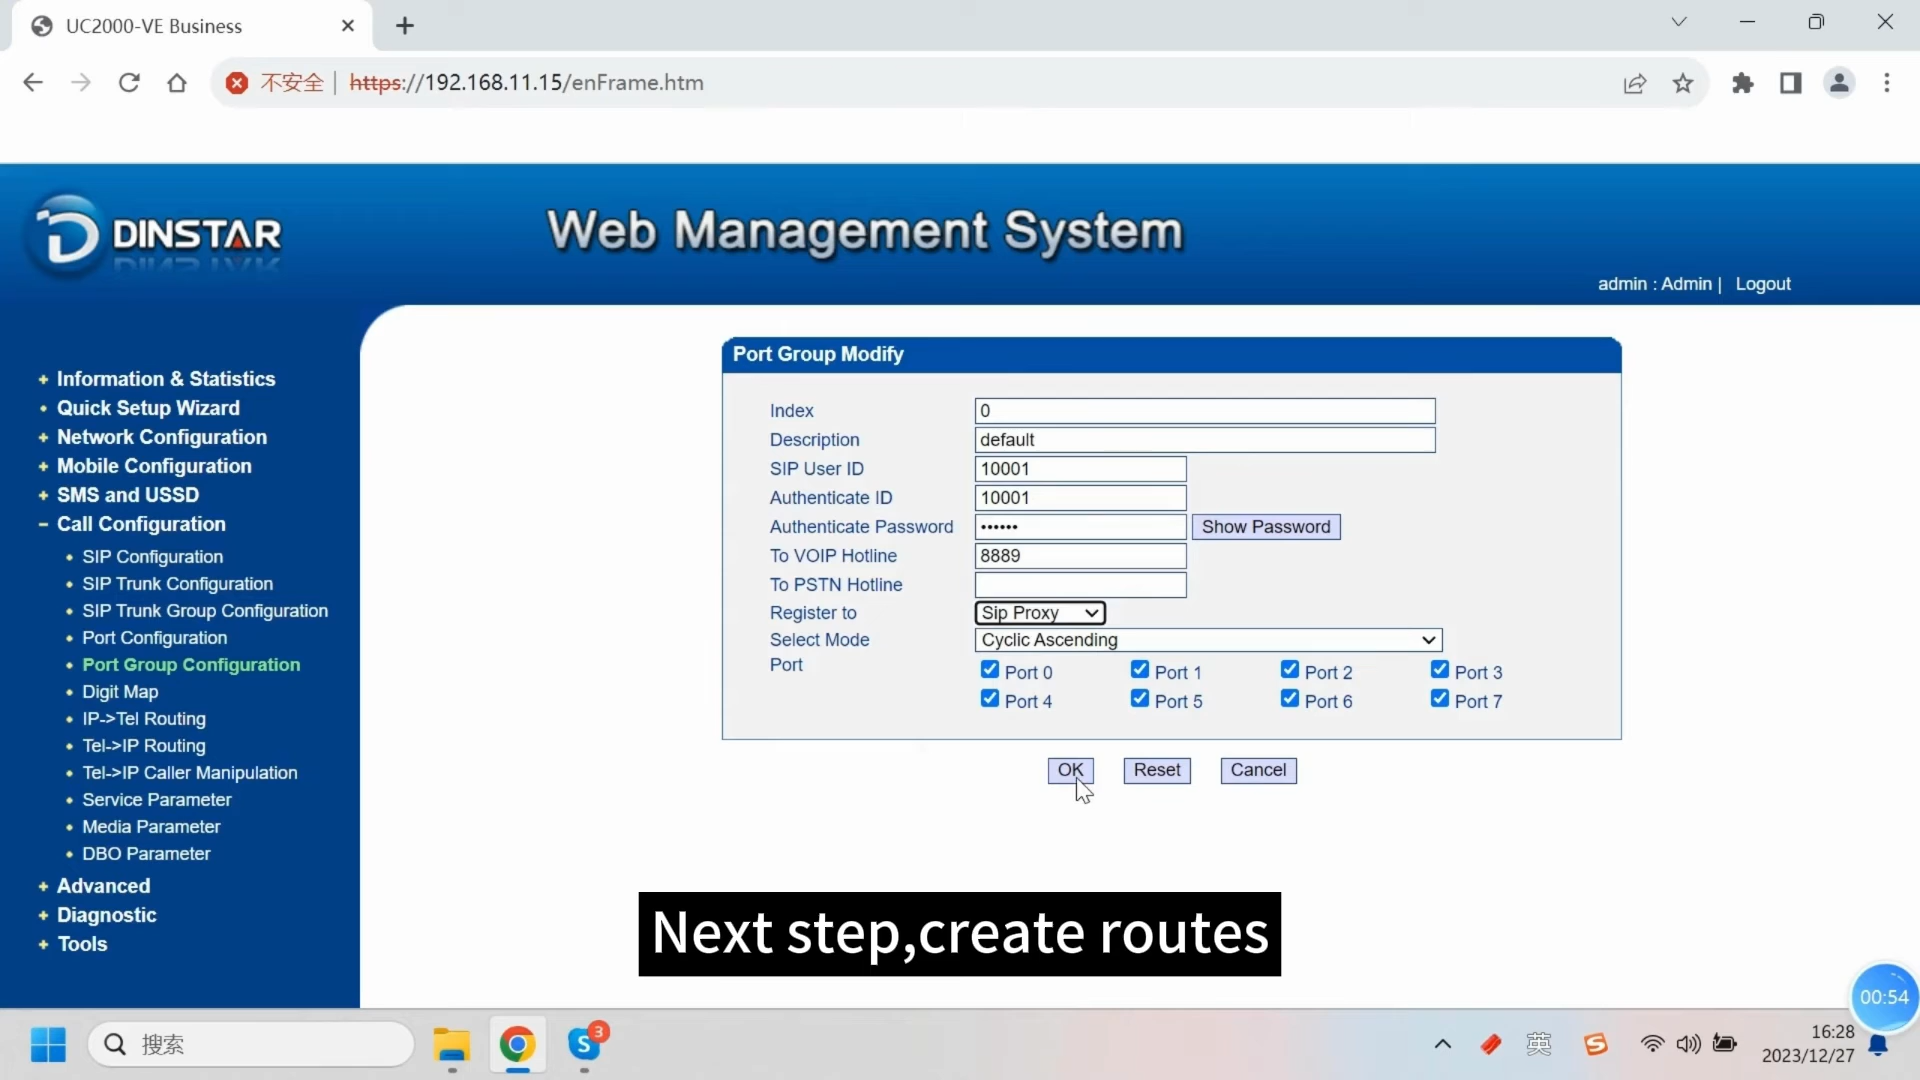 UC2000-VE Business
不安全 | https://192.168.11.15/enFrame.htm
DINSTAR
Web Management System
admin : Admin | Logout
Information & Statistics
Quick Setup Wizard
Network Configuration
Mobile Configuration
SMS and USSD
Call Configuration
SIP Configuration
SIP Trunk Configuration
SIP Trunk Group Configuration
Port Configuration
Port Group Configuration
Digit Map
IP->Tel Routing
Tel->IP Routing
Tel->IP Caller Manipulation
Service Parameter
Media Parameter
DBO Parameter
Advanced
Diagnostic
Tools
Port Group Modify
Index 0
Description default
SIP User ID 10001
Authenticate ID 10001
Authenticate Password •••••• Show Password
To VOIP Hotline 8889
To PSTN Hotline
Register to Sip Proxy
Select Mode Cyclic Ascending
Port Port 0 Port 1 Port 2 Port 3
Port 4 Port 5 Port 6 Port 7
OK Reset Cancel
Next step,create routes
00:54
搜索
3
英
16:28
2023/12/27